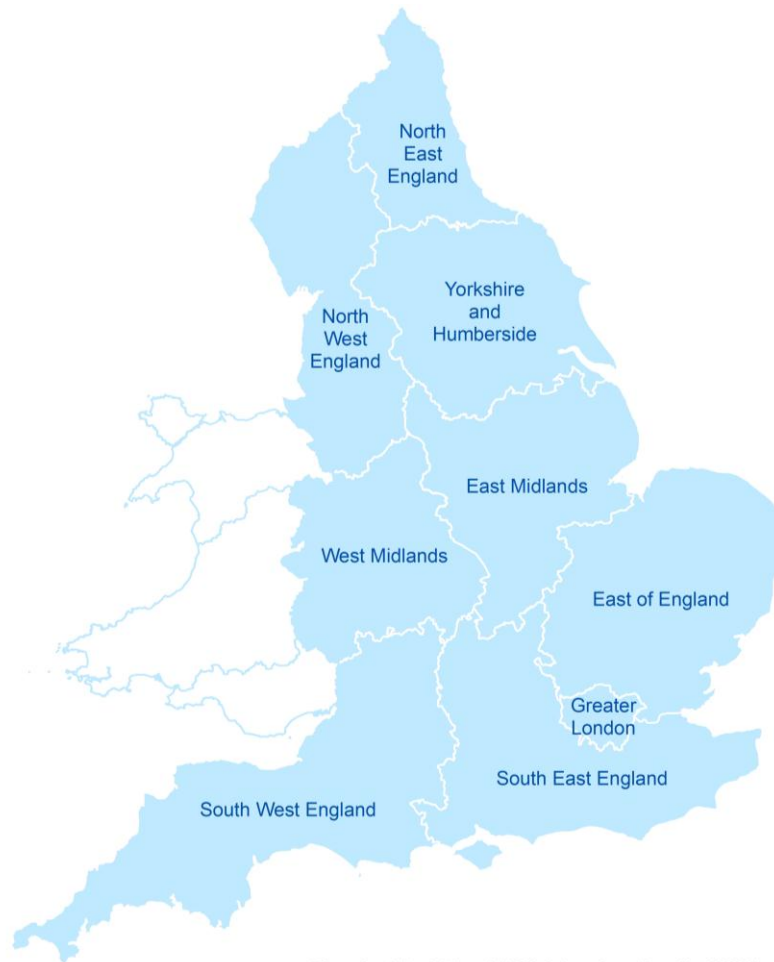 North
East
England
Yorkshire
and
Humberside
North
West
England
East Midlands
West Midlands
East of England
Greater
London
South East England
South West England